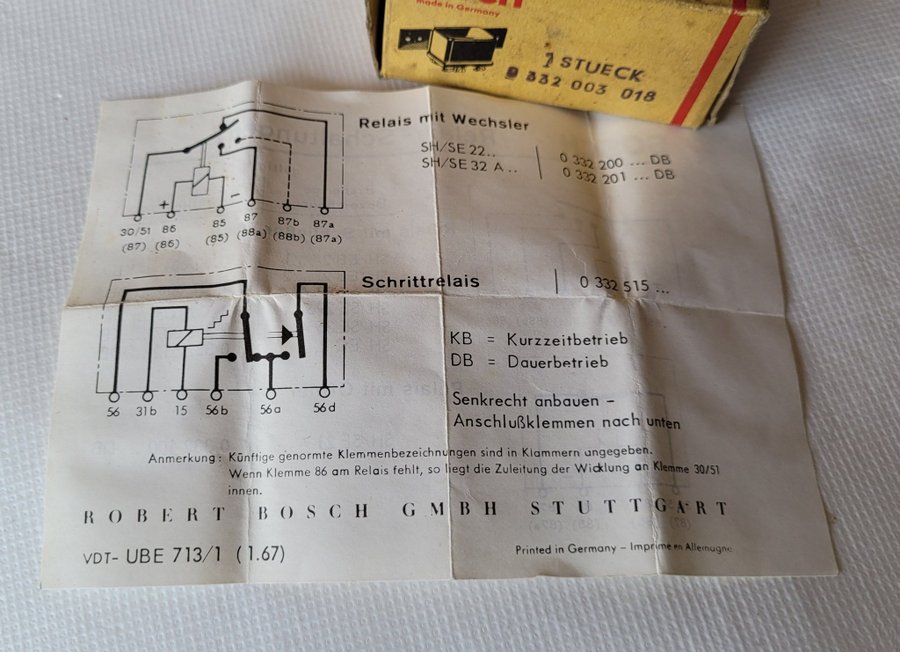 made in Germany
1 STUECK
0 332 003 018
Relais mit Wechsler
SH/SE 22.. 0 332 200 ... DB
SH/SE 32 A .. 0 332 201 ... DB
+ −
30/51 86 85 87 87b 87a
(87) (86) (85) (88a) (88b) (87a)
Schrittrelais 0 332 515 ...
KB = Kurzzeitbetrieb
DB = Dauerbetrieb
56 31b 15 56b 56a 56d
Senkrecht anbauen –
Anschlußklemmen nach unten
Anmerkung: Künftige genormte Klemmenbezeichnungen sind in Klammern angegeben.
Wenn Klemme 86 am Relais fehlt, so liegt die Zuleitung der Wicklung an Klemme 30/51
innen.
ROBERT BOSCH GMBH STUTTGART
VDT- UBE 713/1 (1.67)
Printed in Germany – Imprimé en Allemagne